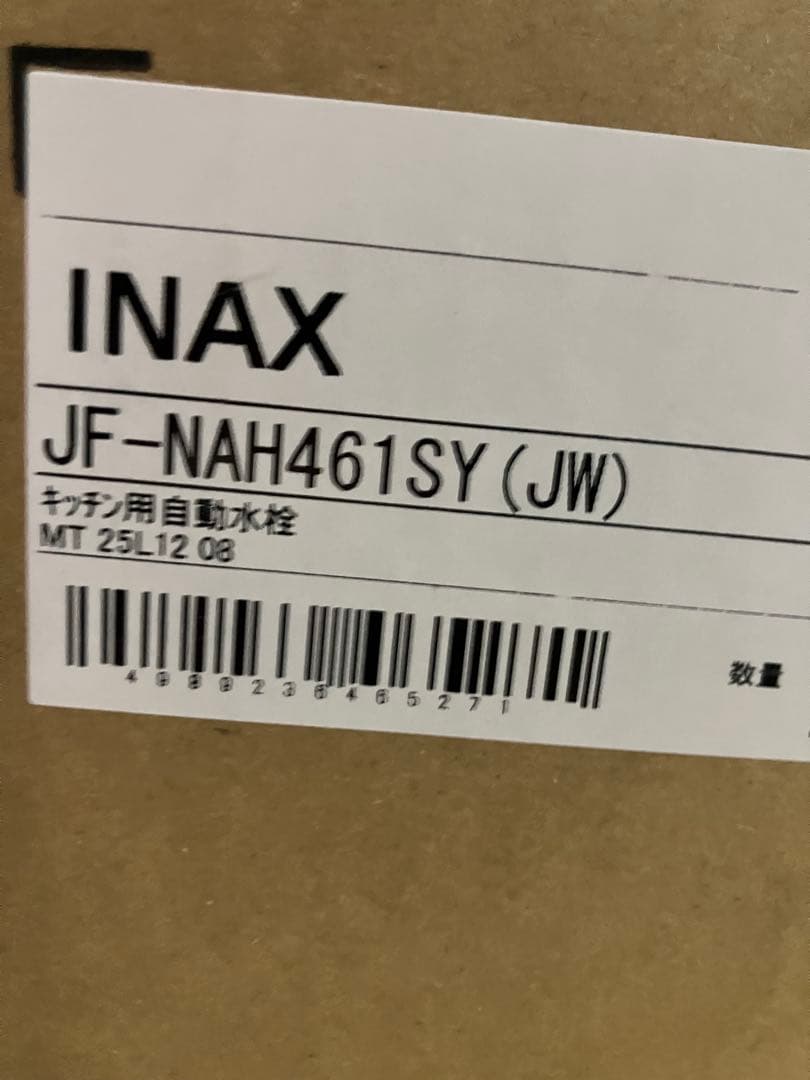 INAX
JF-NAH461SY(JW)
キッチン用自動水栓
MT 25L12 08
4989236465271
数量